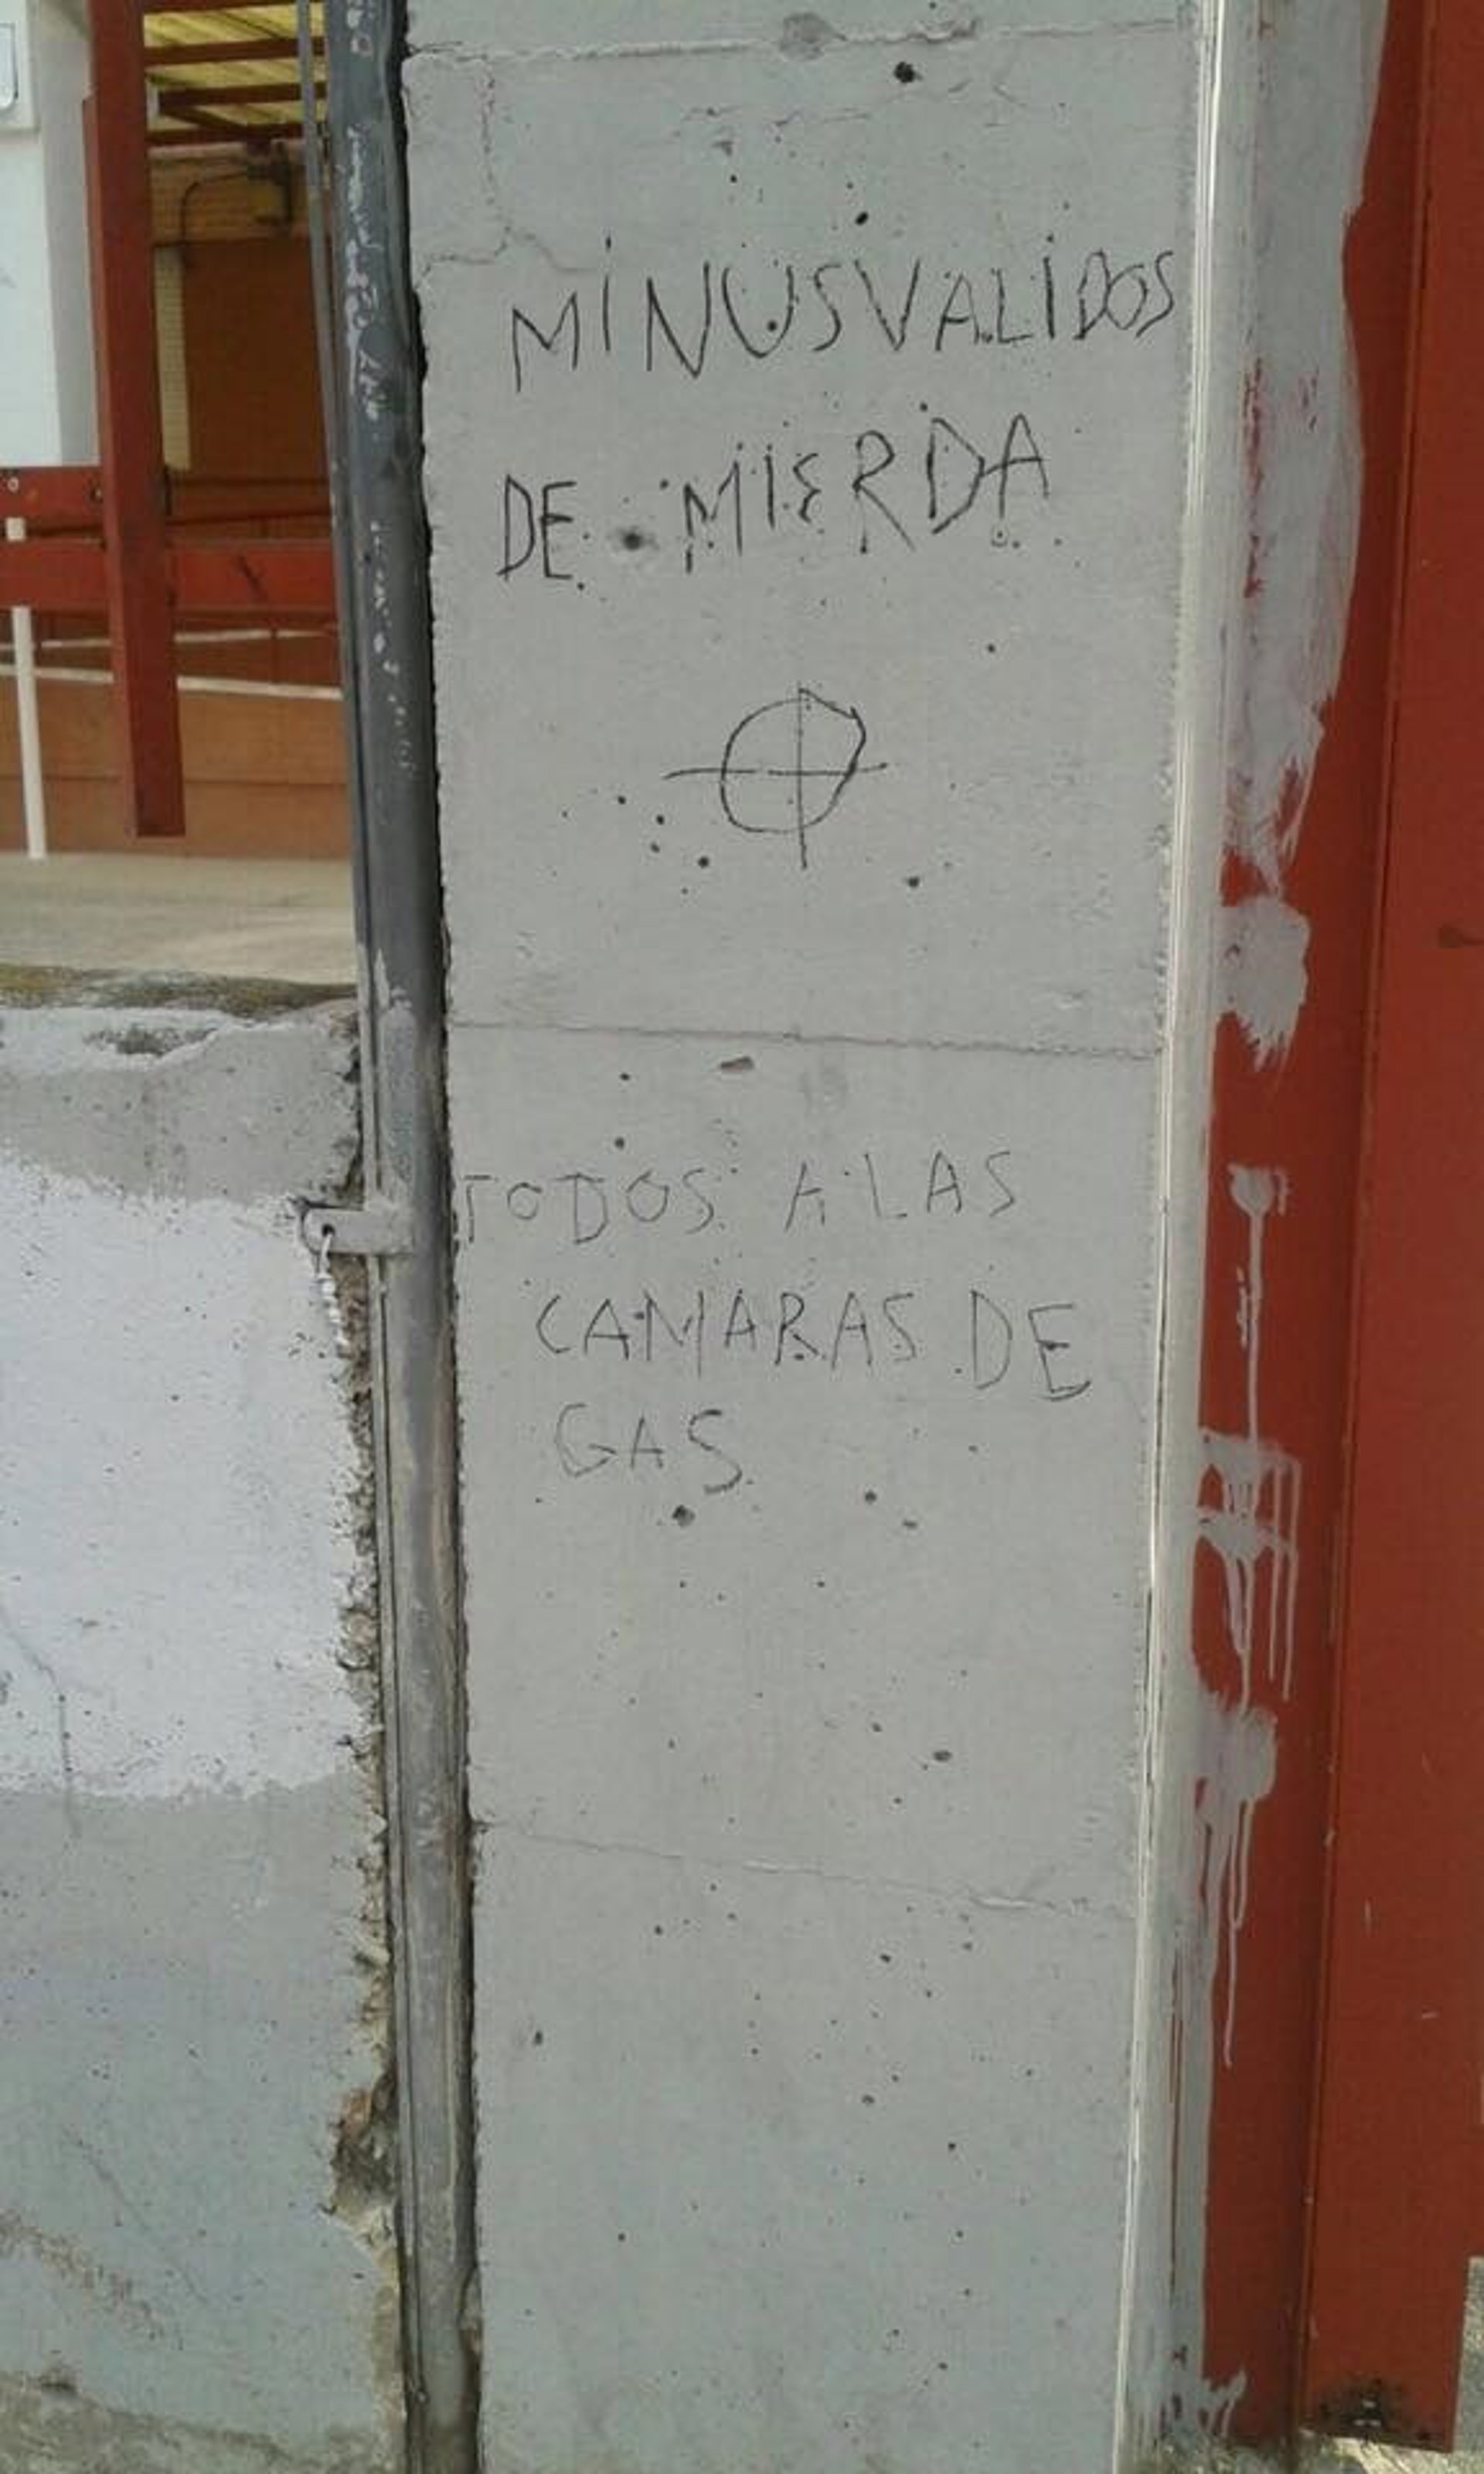 MINUSVALIDOS
DE MIERDA
TODOS A LAS
CAMARAS DE
GAS